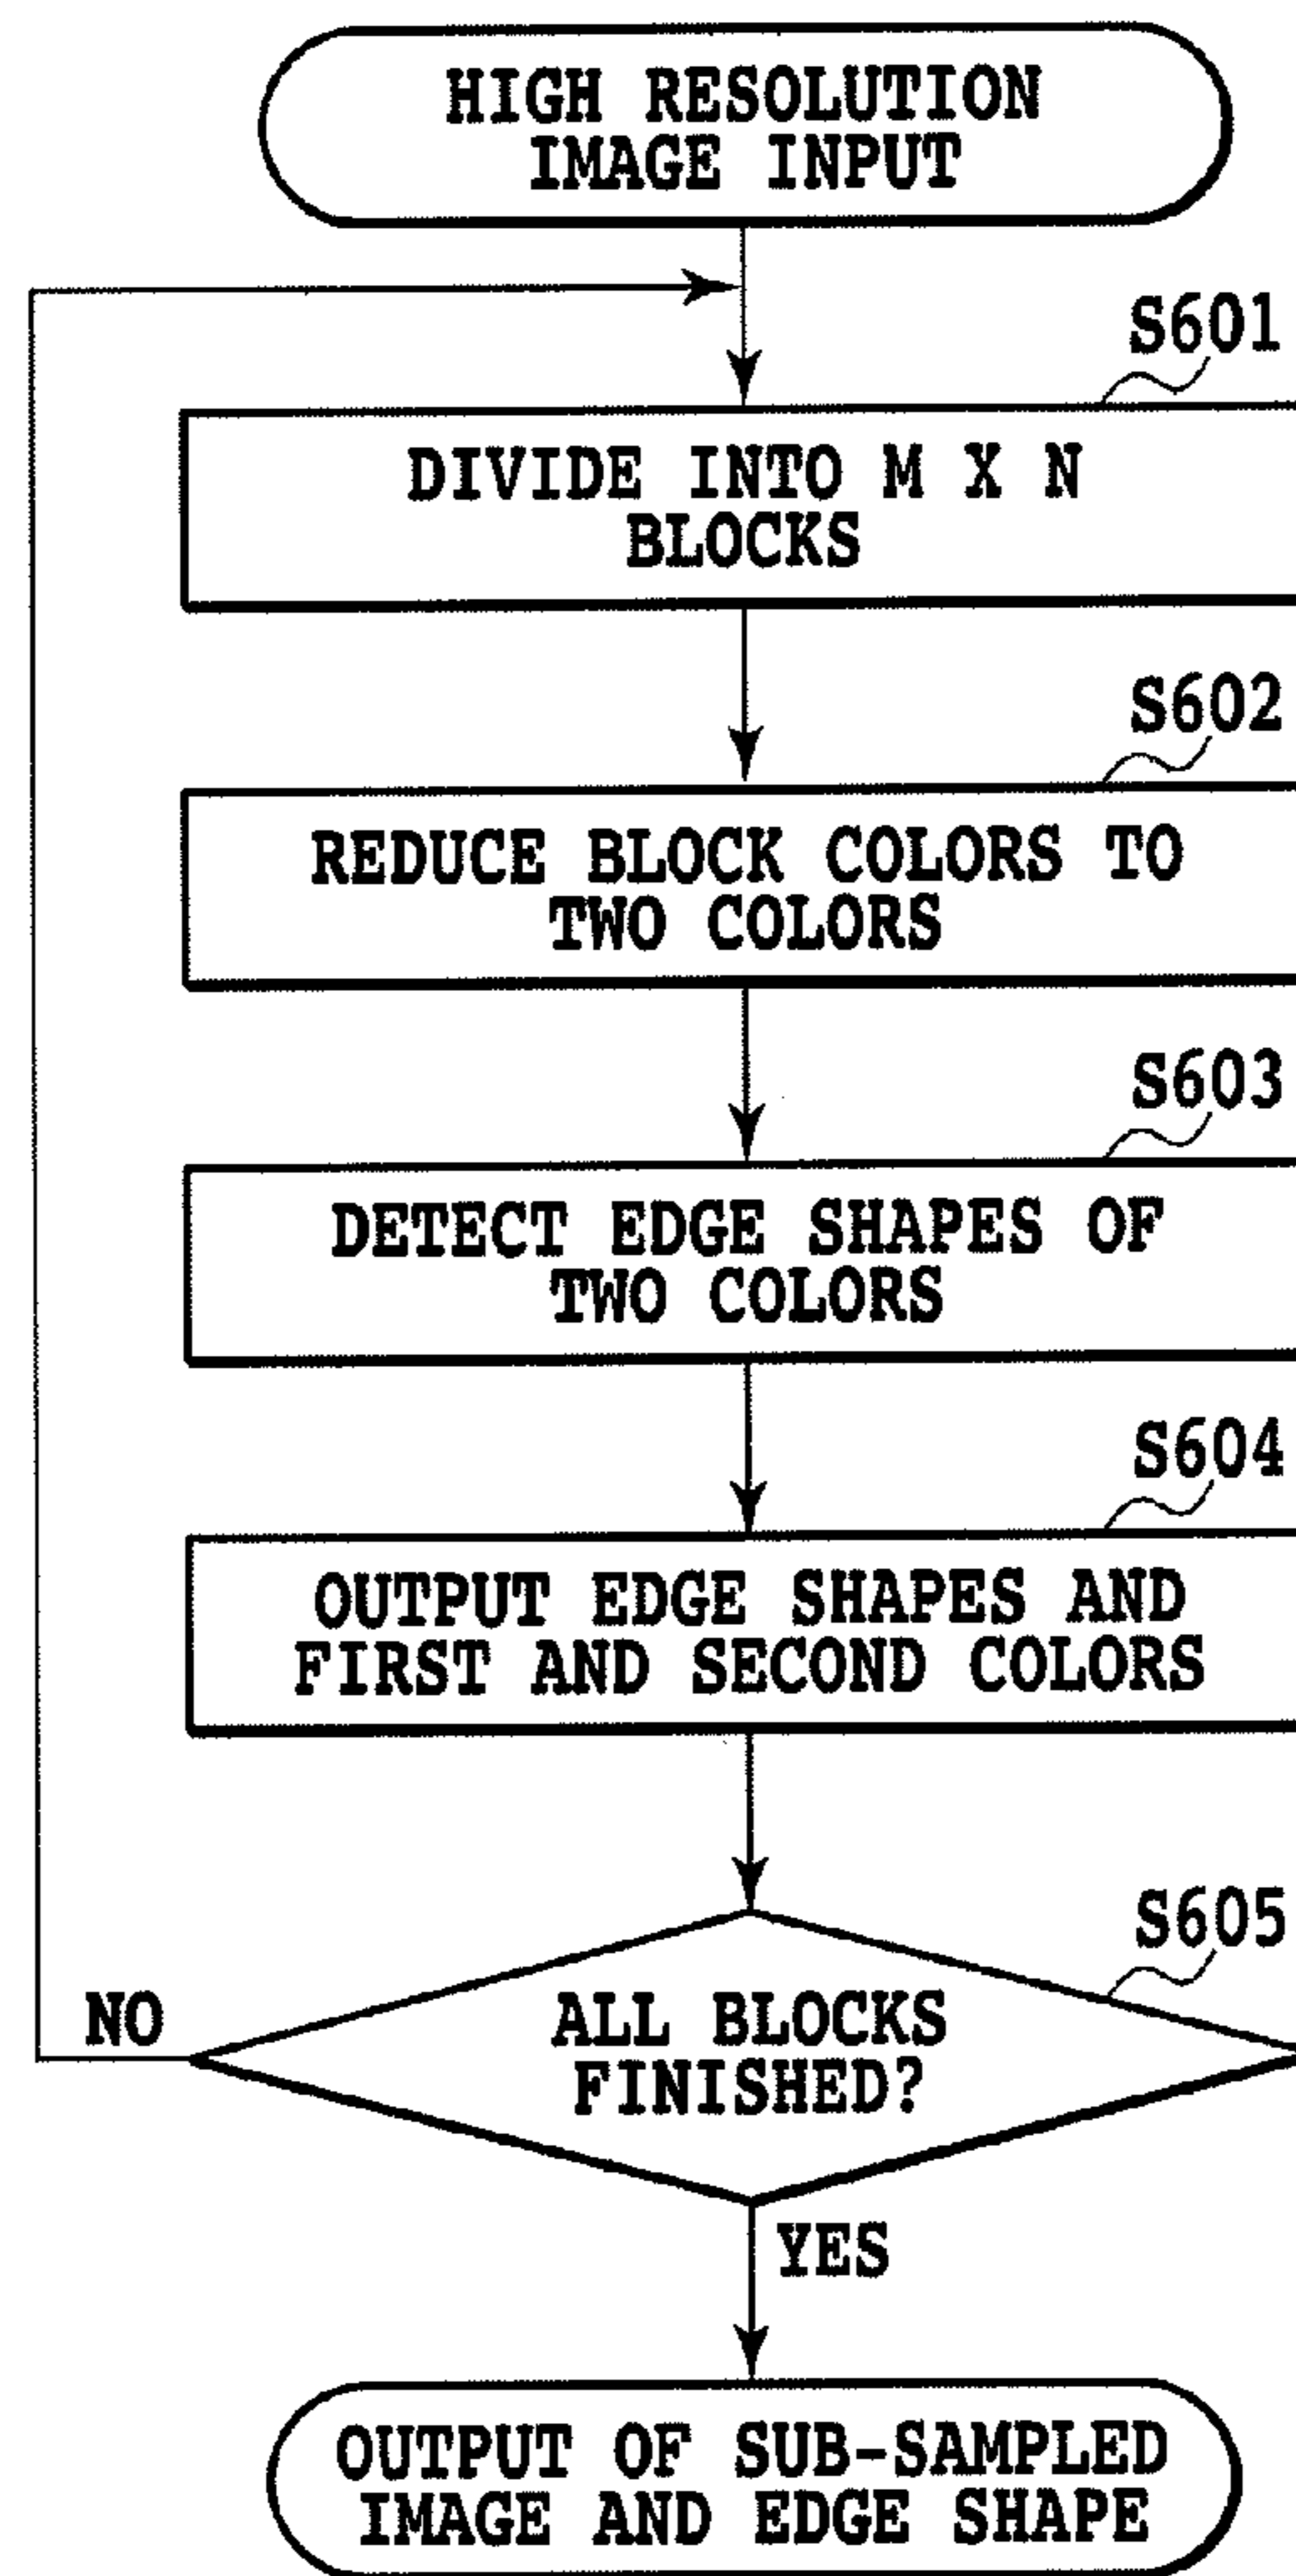 HIGH RESOLUTION
IMAGE INPUT
S601
DIVIDE INTO M X N
BLOCKS
S602
REDUCE BLOCK COLORS TO
TWO COLORS
S603
DETECT EDGE SHAPES OF
TWO COLORS
S604
OUTPUT EDGE SHAPES AND
FIRST AND SECOND COLORS
S605
NO
ALL BLOCKS
FINISHED?
YES
OUTPUT OF SUB-SAMPLED
IMAGE AND EDGE SHAPE